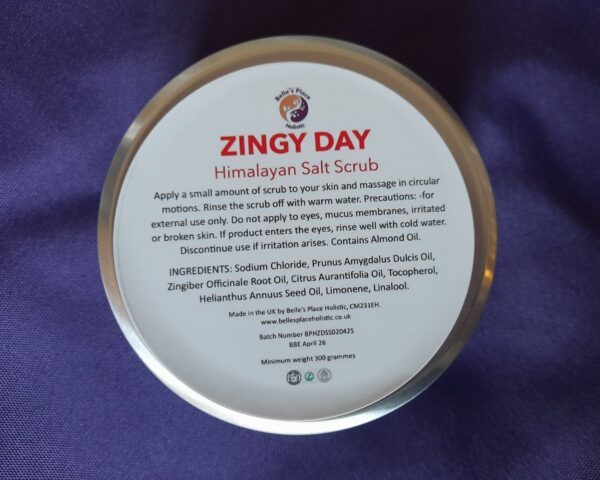 Belle's Place
Holistic
ZINGY DAY
Himalayan Salt Scrub
Apply a small amount of scrub to your skin and massage in circular
motions. Rinse the scrub off with warm water. Precautions: -for
external use only. Do not apply to eyes, mucus membranes, irritated
or broken skin. If product enters the eyes, rinse well with cold water.
Discontinue use if irritation arises. Contains Almond Oil.
INGREDIENTS: Sodium Chloride, Prunus Amygdalus Dulcis Oil,
Zingiber Officinale Root Oil, Citrus Aurantifolia Oil, Tocopherol,
Helianthus Annuus Seed Oil, Limonene, Linalool.
Made in the UK by Belle's Place Holistic, CM231EH.
www.bellesplaceholistic.co.uk
Batch Number BPHZDSS020425
BBE April 26
Minimum weight 300 grammes